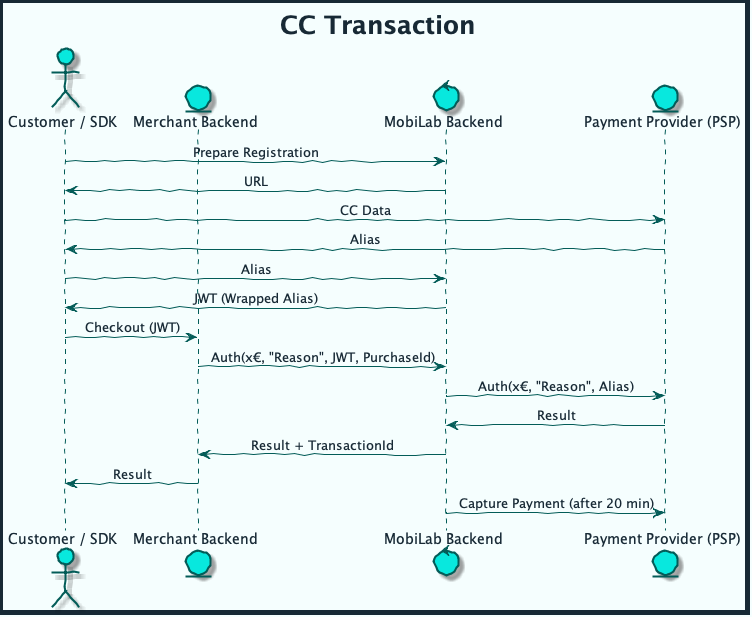 CC Transaction
Customer / SDK
Merchant Backend
MobiLab Backend
Payment Provider (PSP)
Prepare Registration
URL
CC Data
Alias
Alias
JWT (Wrapped Alias)
Checkout (JWT)
Auth(x€, "Reason", JWT, PurchaseId)
Auth(x€, "Reason", Alias)
Result
Result + TransactionId
Result
Capture Payment (after 20 min)
Customer / SDK
Merchant Backend
MobiLab Backend
Payment Provider (PSP)